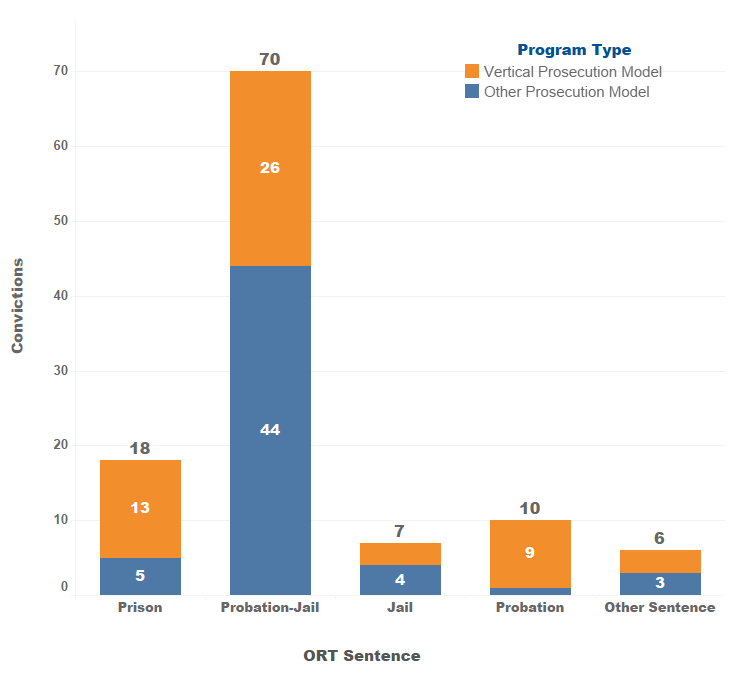 Program Type
Vertical Prosecution Model
Other Prosecution Model
70
60
50
40
30
20
10
0
Convictions
18
13
5
70
26
44
7
4
10
9
6
3
Prison
Probation-Jail
Jail
Probation
Other Sentence
ORT Sentence